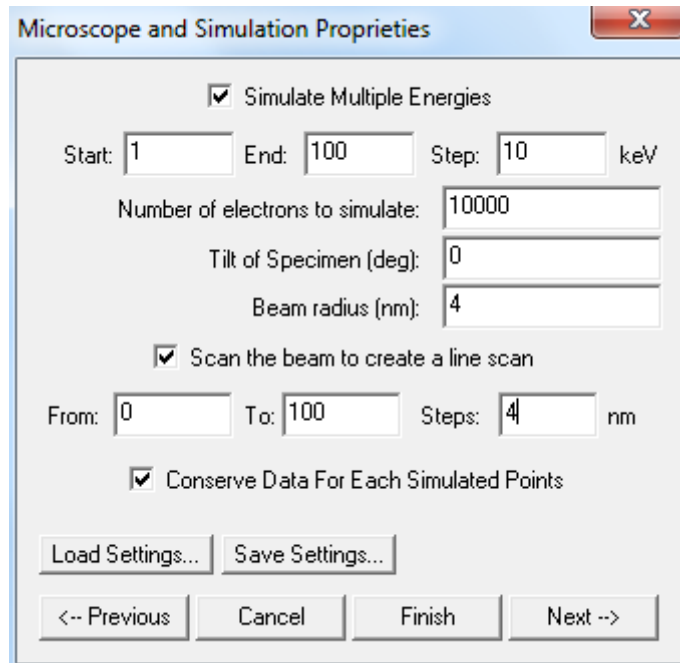 Microscope and Simulation Proprieties
Simulate Multiple Energies
Start: 1 End: 100 Step: 10 keV
Number of electrons to simulate: 10000
Tilt of Specimen (deg): 0
Beam radius (nm): 4
Scan the beam to create a line scan
From: 0 To: 100 Steps: 4 nm
Conserve Data For Each Simulated Points
Load Settings... Save Settings...
<-- Previous Cancel Finish Next -->